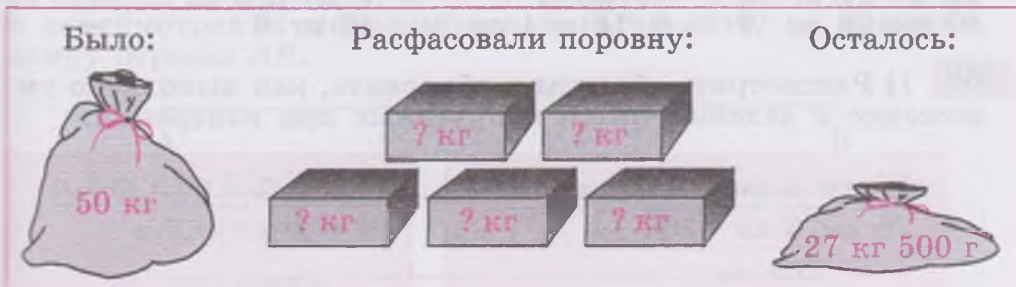 Было: Расфасовали поровну: Осталось:
? кг ? кг
50 кг ? кг ? кг ? кг 27 кг 500 г